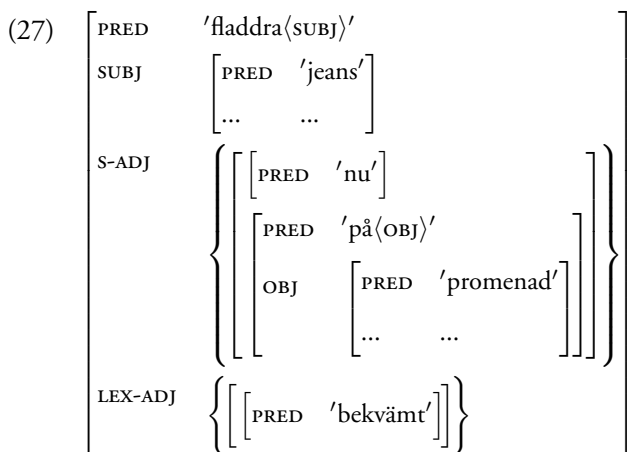 (27)
PRED 'fladdra⟨SUBJ⟩'
SUBJ PRED 'jeans'
... ...
S-ADJ PRED 'nu'
PRED 'på⟨OBJ⟩'
OBJ PRED 'promenad'
... ...
LEX-ADJ PRED 'bekvämt'